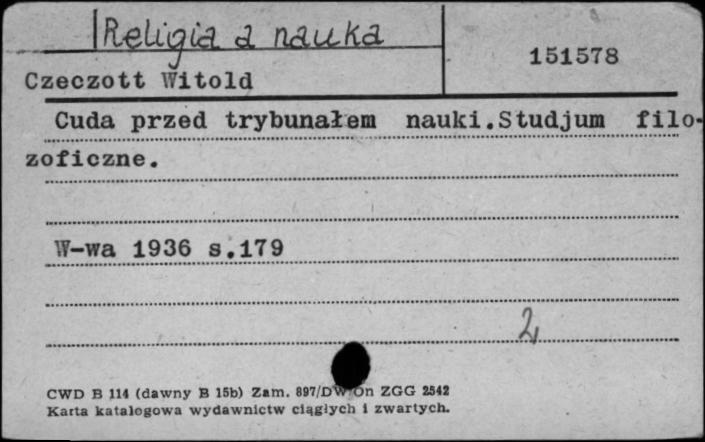 Religia a nauka
151578
Czeczott Witold
Cuda przed trybunałem nauki.Studjum filo-
zoficzne.
W-wa 1936 s.179
2
CWD B 114 (dawny B 15b) Zam. 897/DW/On ZGG 2542
Karta katalogowa wydawnictw ciągłych i zwartych.